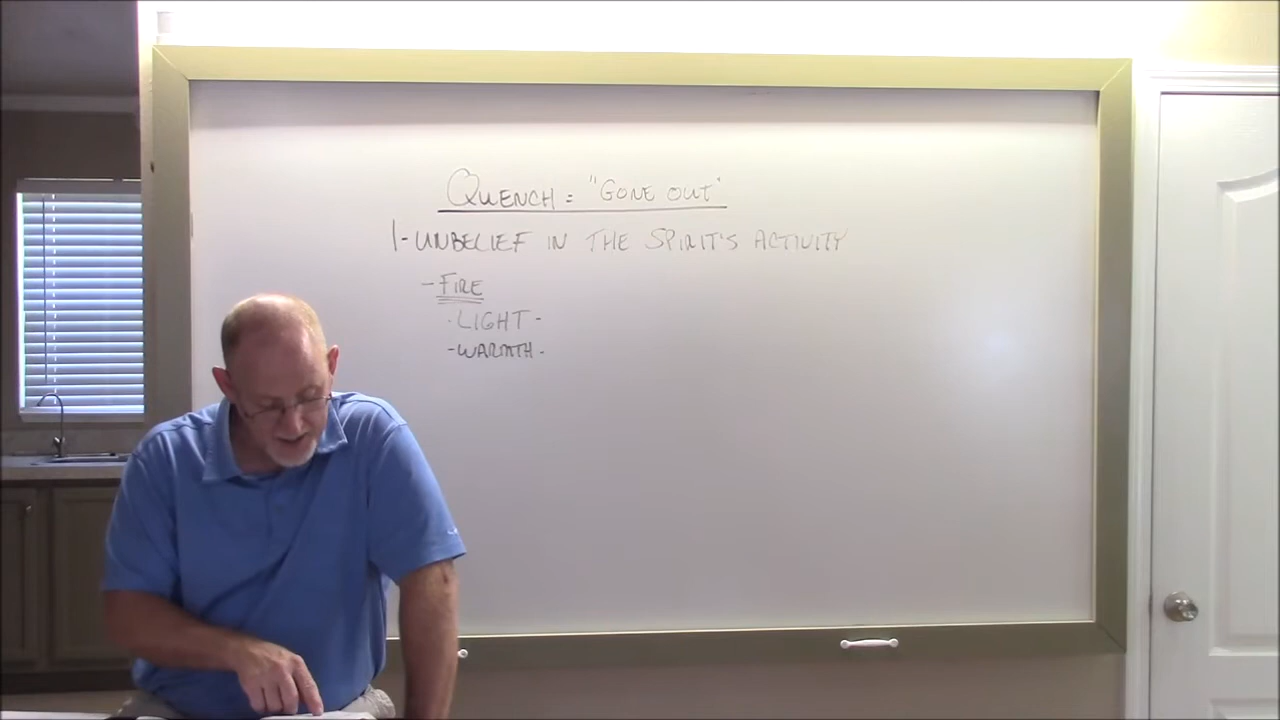 QUENCH = "GONE OUT"
1- UNBELIEF IN THE SPIRIT'S ACTIVITY
- FIRE
- LIGHT -
- WARMTH -